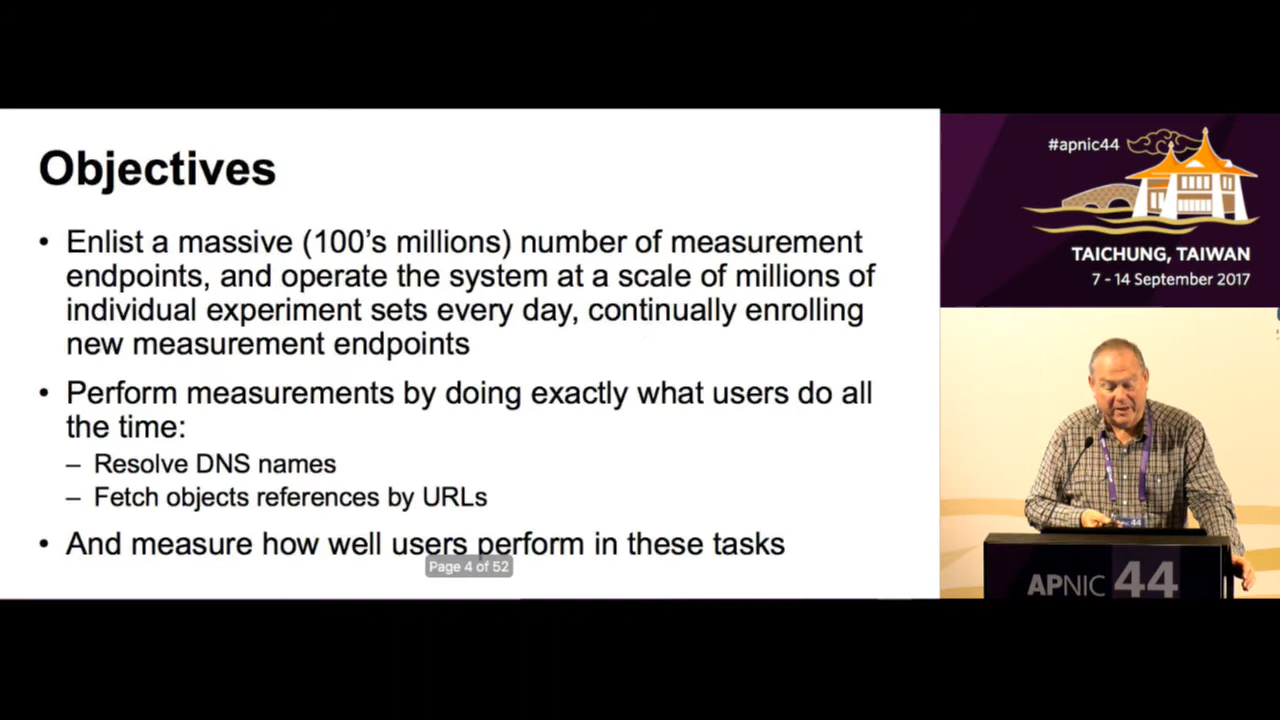 Objectives
• Enlist a massive (100's millions) number of measurement
endpoints, and operate the system at a scale of millions of
individual experiment sets every day, continually enrolling
new measurement endpoints
• Perform measurements by doing exactly what users do all
the time:
– Resolve DNS names
– Fetch objects references by URLs
• And measure how well users perform in these tasks
Page 4 of 52
#apnic44
TAICHUNG, TAIWAN
7 - 14 September 2017
44
APNIC 44